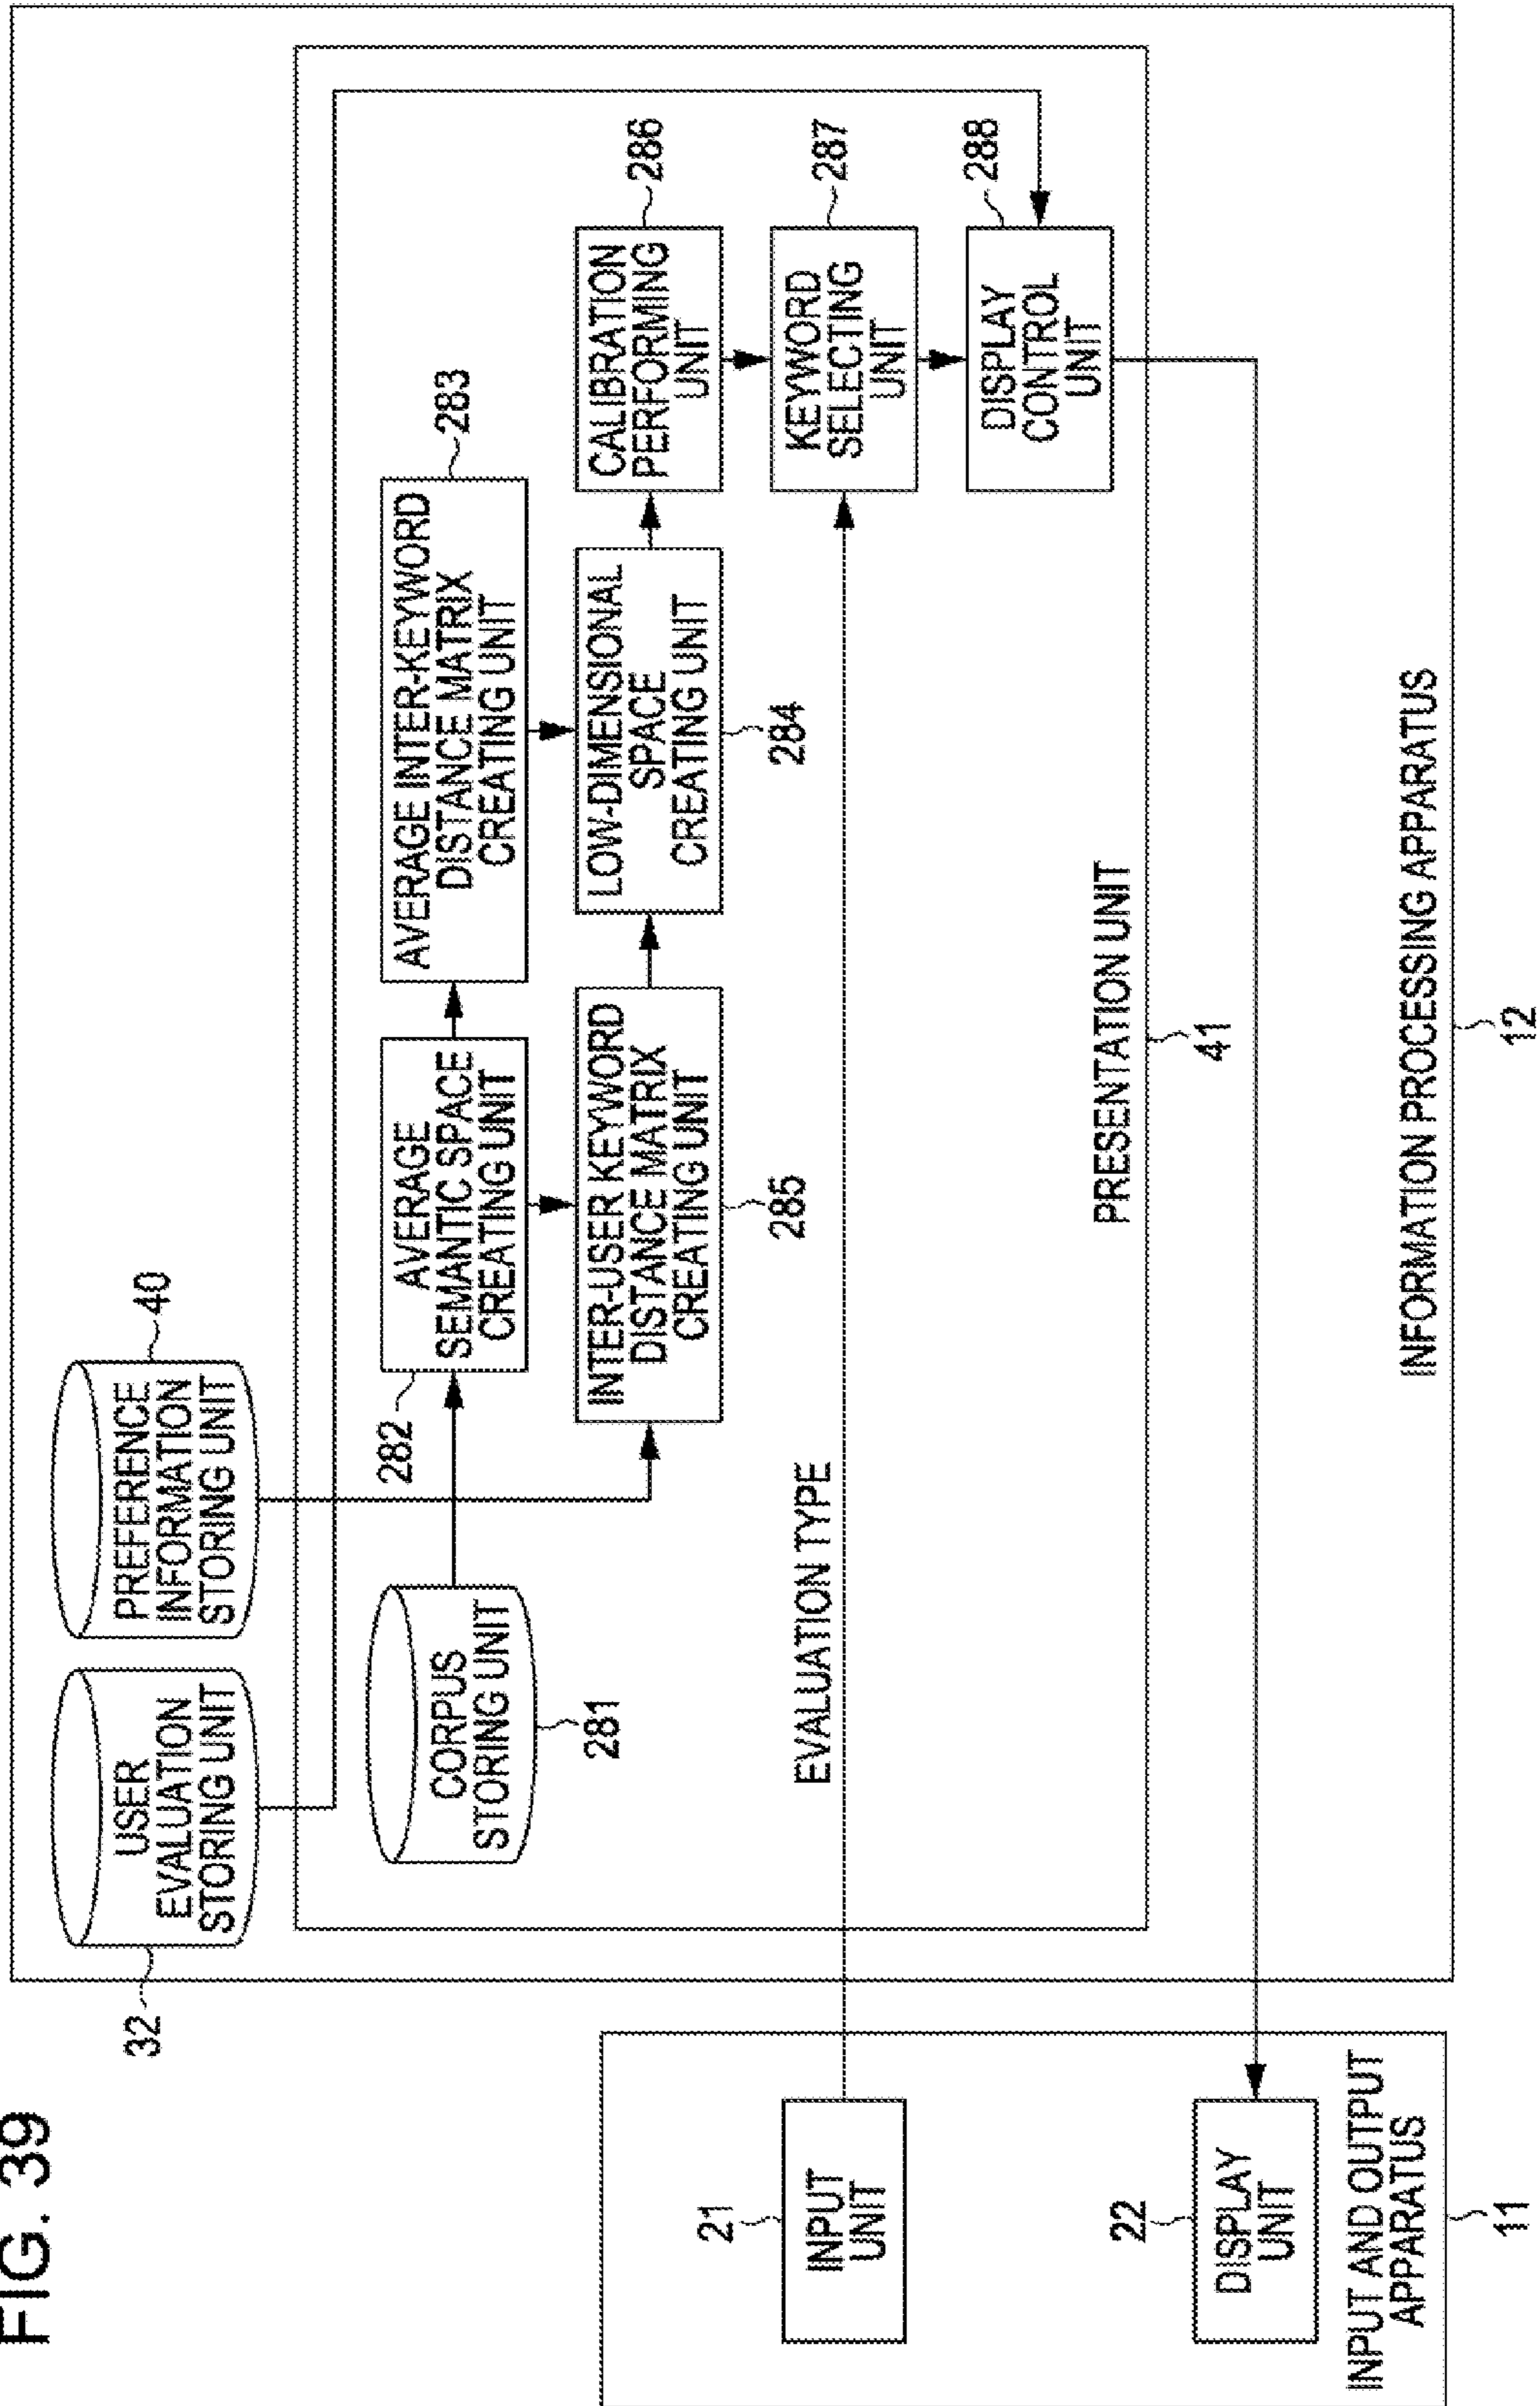 FIG. 39
32
USER
EVALUATION
STORING UNIT
40
PREFERENCE
INFORMATION
STORING UNIT
CORPUS
STORING UNIT
281
282
AVERAGE
SEMANTIC SPACE
CREATING UNIT
AVERAGE INTER-KEYWORD
DISTANCE MATRIX
CREATING UNIT
283
INTER-USER KEYWORD
DISTANCE MATRIX
CREATING UNIT
285
LOW-DIMENSIONAL
SPACE
CREATING UNIT
284
CALIBRATION
PERFORMING
UNIT
286
21
INPUT
UNIT
EVALUATION TYPE
KEYWORD
SELECTING
UNIT
287
DISPLAY
CONTROL
UNIT
288
PRESENTATION UNIT
41
22
DISPLAY
UNIT
INPUT AND OUTPUT
APPARATUS
11
INFORMATION PROCESSING APPARATUS
12